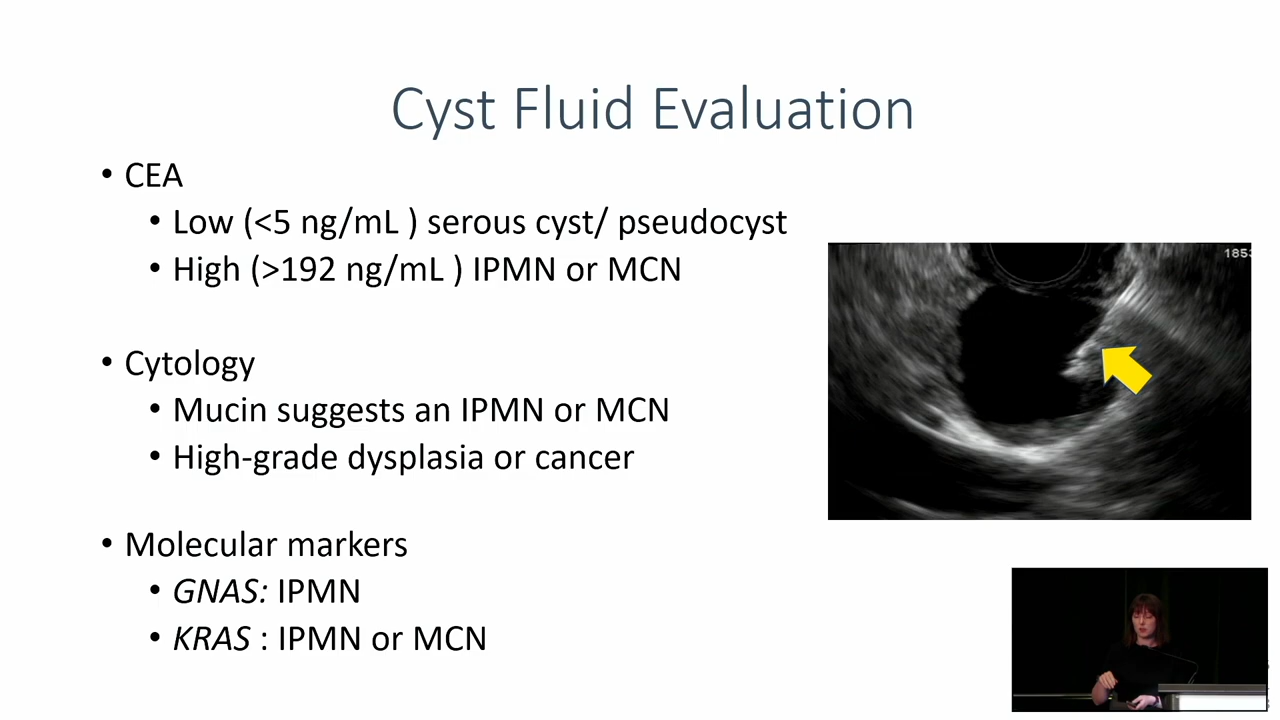 Cyst Fluid Evaluation
• CEA
• Low (<5 ng/mL ) serous cyst/ pseudocyst
• High (>192 ng/mL ) IPMN or MCN
• Cytology
• Mucin suggests an IPMN or MCN
• High-grade dysplasia or cancer
• Molecular markers
• GNAS: IPMN
• KRAS : IPMN or MCN